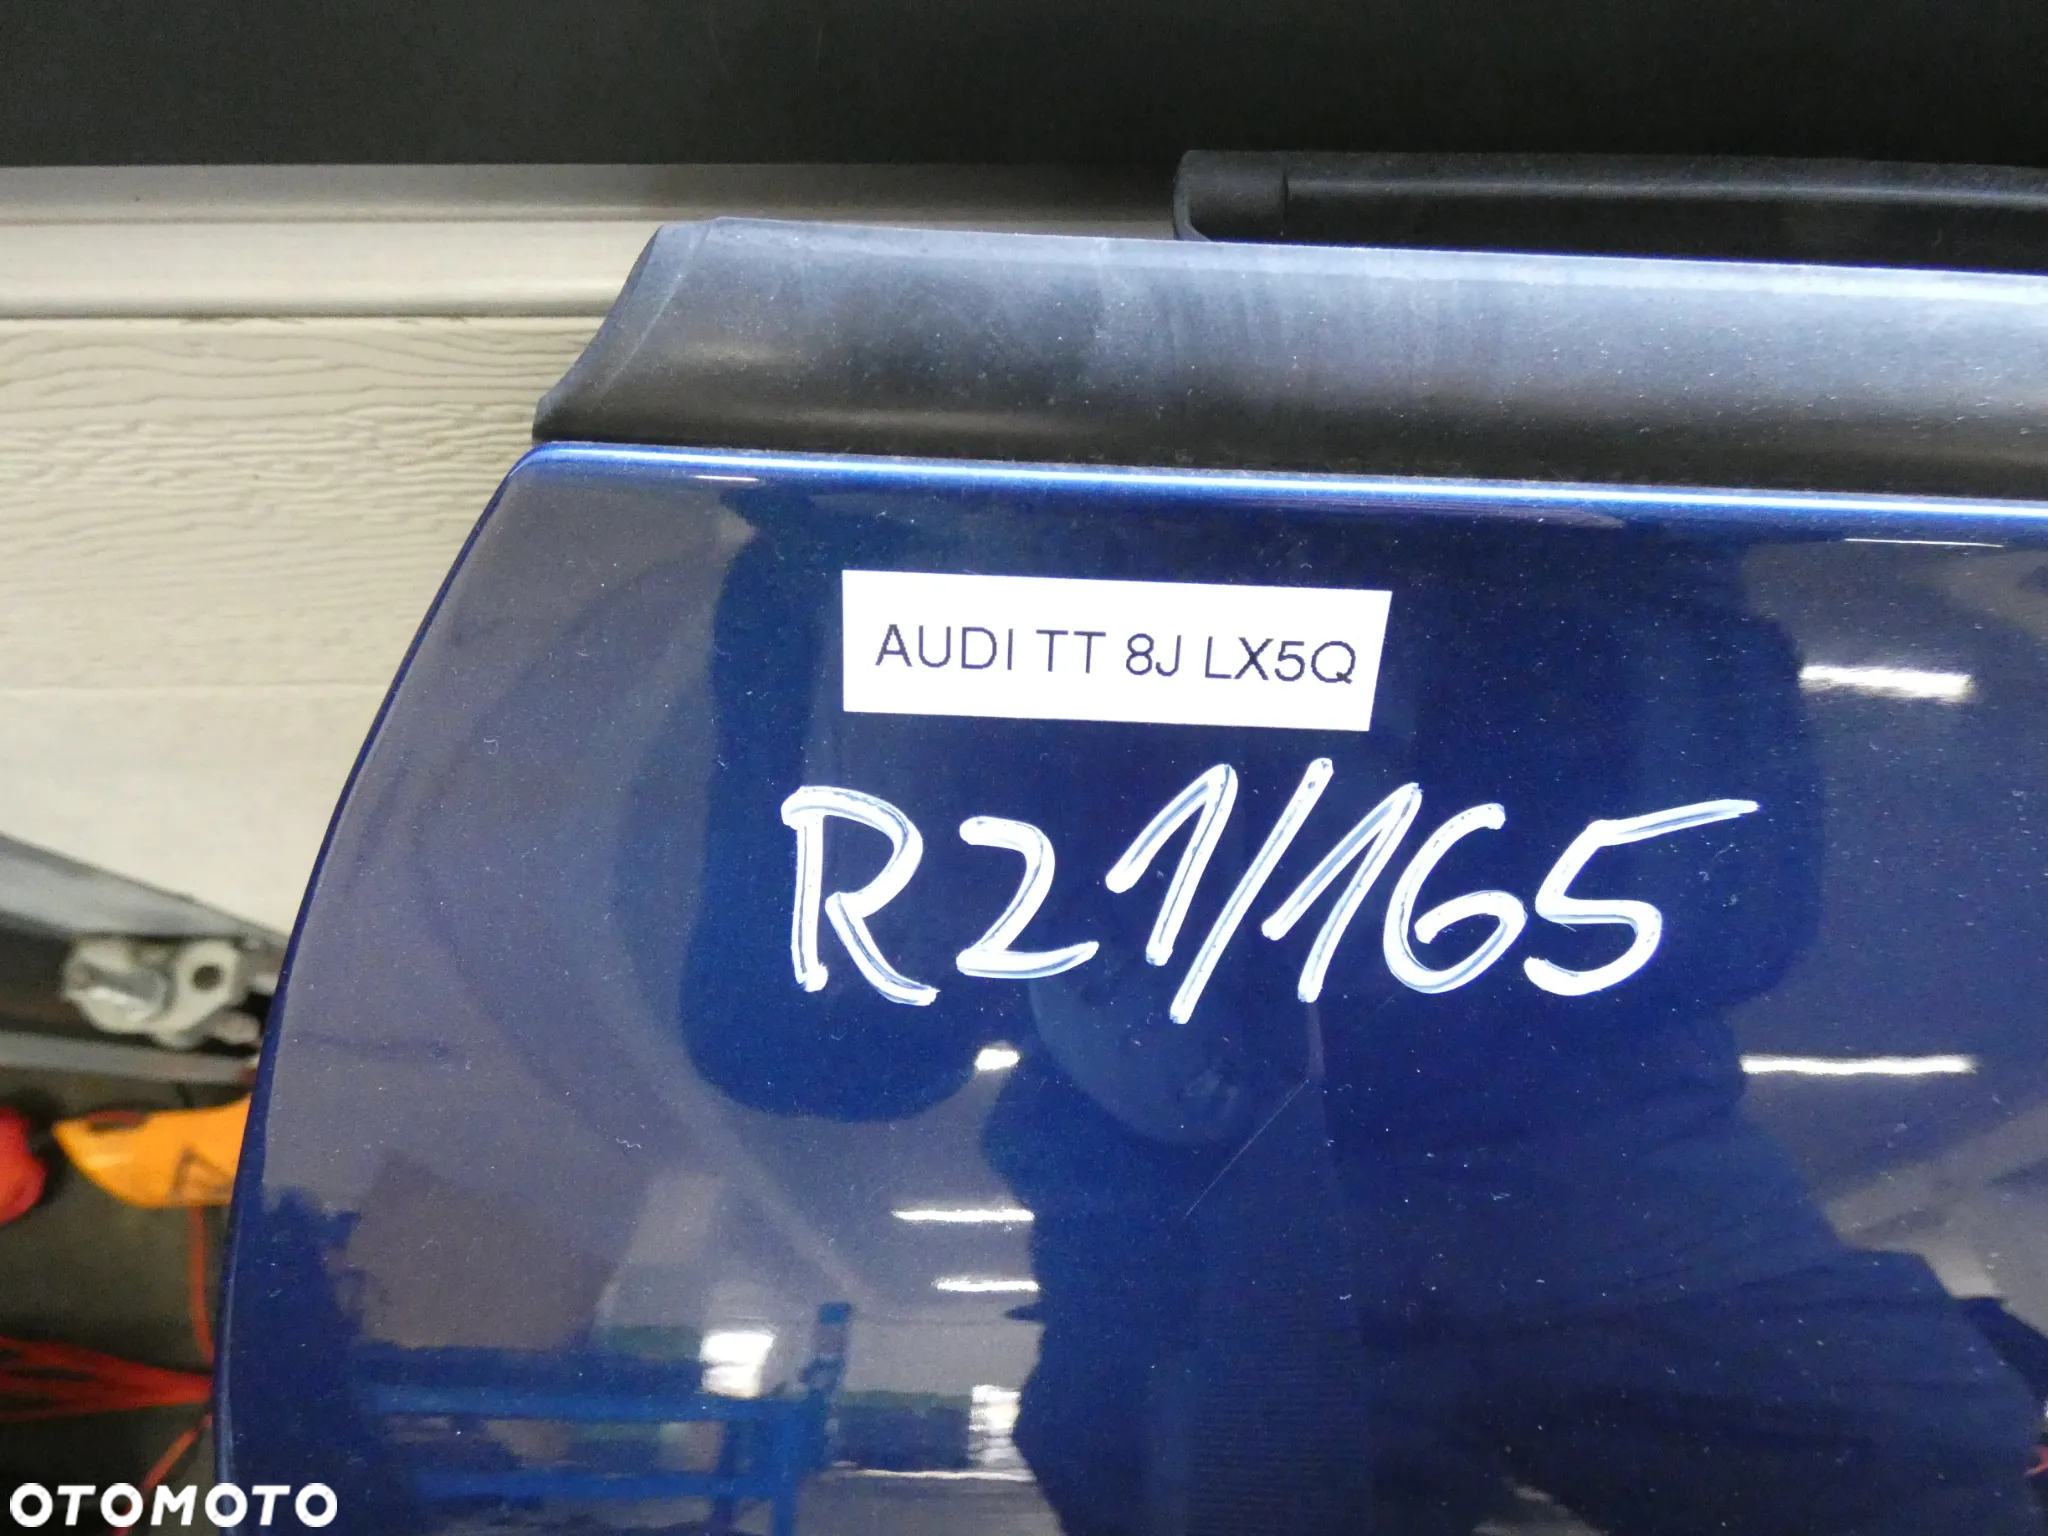 AUDI TT 8J LX5Q
R21/165
OTOMOTO